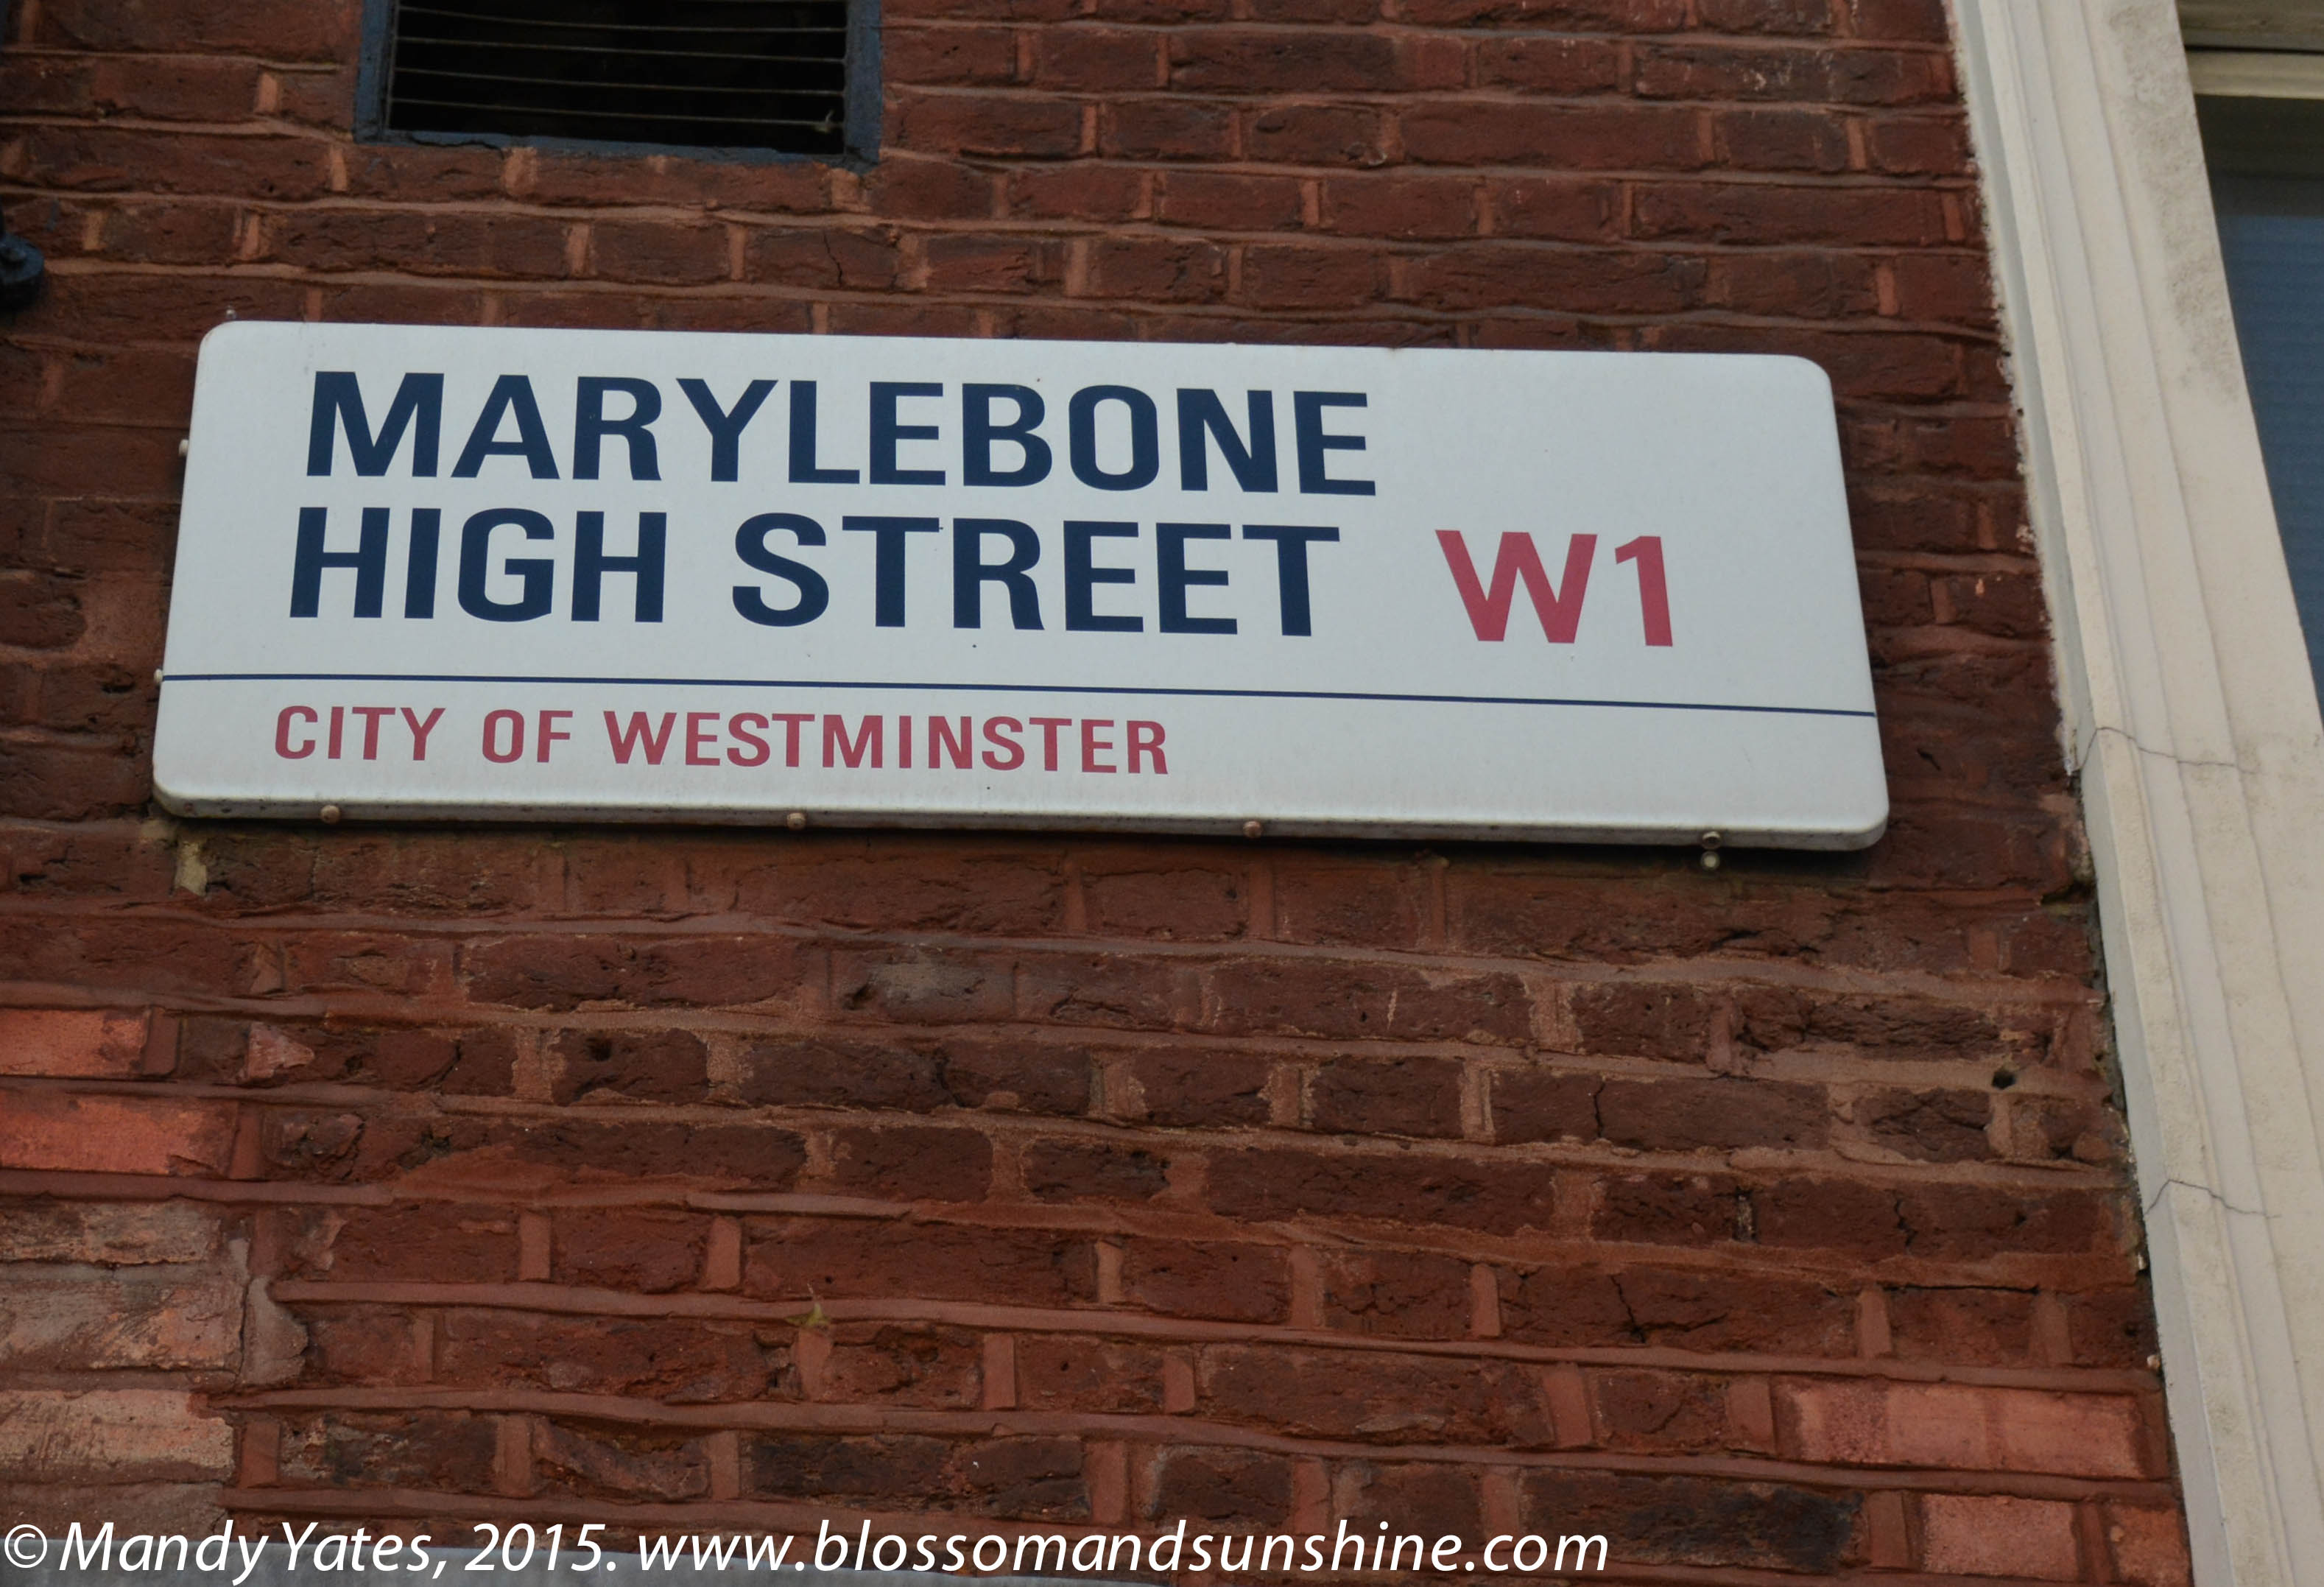 MARYLEBONE
HIGH STREET W1
CITY OF WESTMINSTER
©Mandy Yates, 2015. www.blossomandsunshine.com